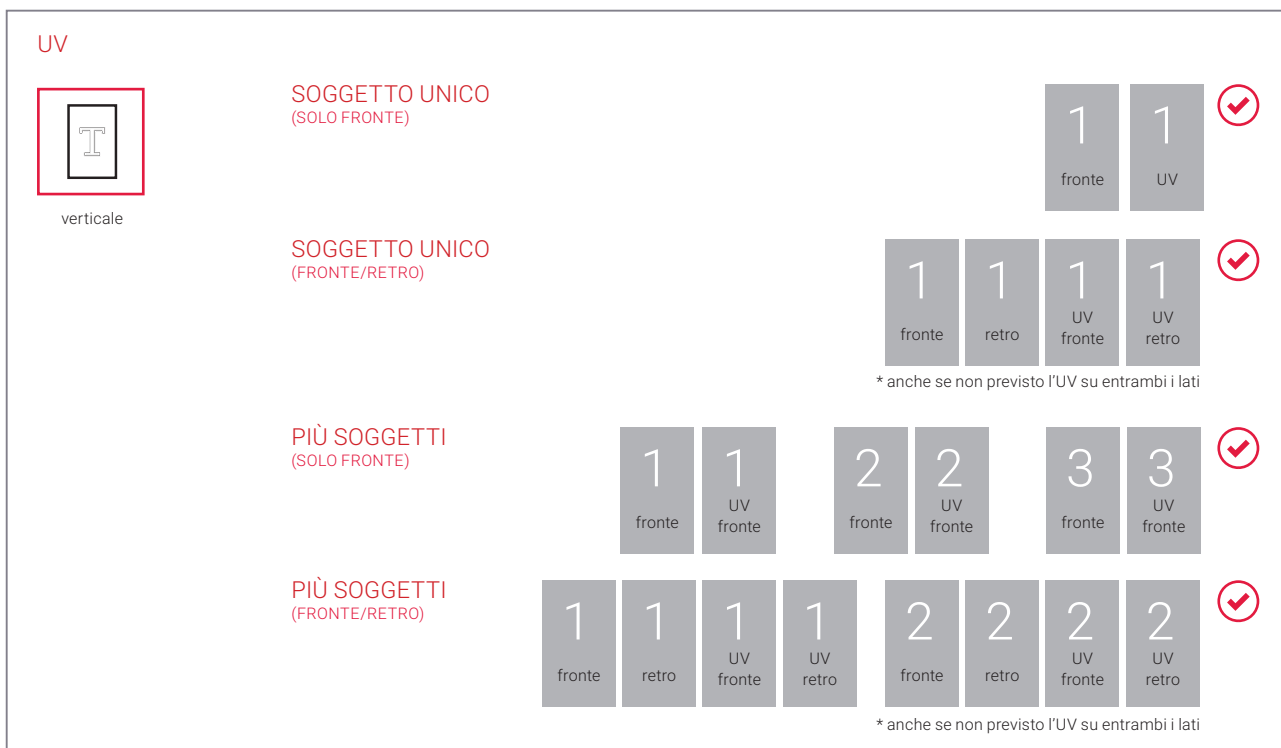 UV
T
verticale
SOGGETTO UNICO
(SOLO FRONTE)
1 1
fronte UV
SOGGETTO UNICO
(FRONTE/RETRO)
1 1 1 1
fronte retro UV fronte UV retro
* anche se non previsto l'UV su entrambi i lati
PIÙ SOGGETTI
(SOLO FRONTE)
1 1 2 2 3 3
fronte UV fronte fronte UV fronte fronte UV fronte
PIÙ SOGGETTI
(FRONTE/RETRO)
1 1 1 1 2 2 2 2
fronte retro UV fronte UV retro fronte retro UV fronte UV retro
* anche se non previsto l'UV su entrambi i lati